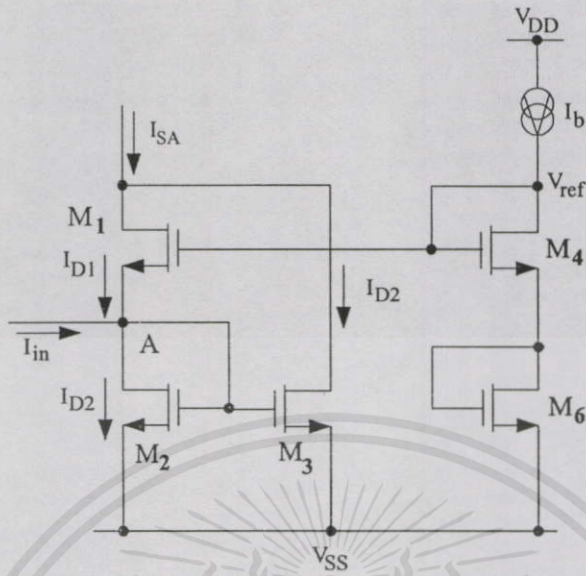 V_DD
I_SA
I_b
V_ref
M_1
M_4
I_D1
I_D2
A
I_in
I_D2
M_6
M_2
M_3
V_SS